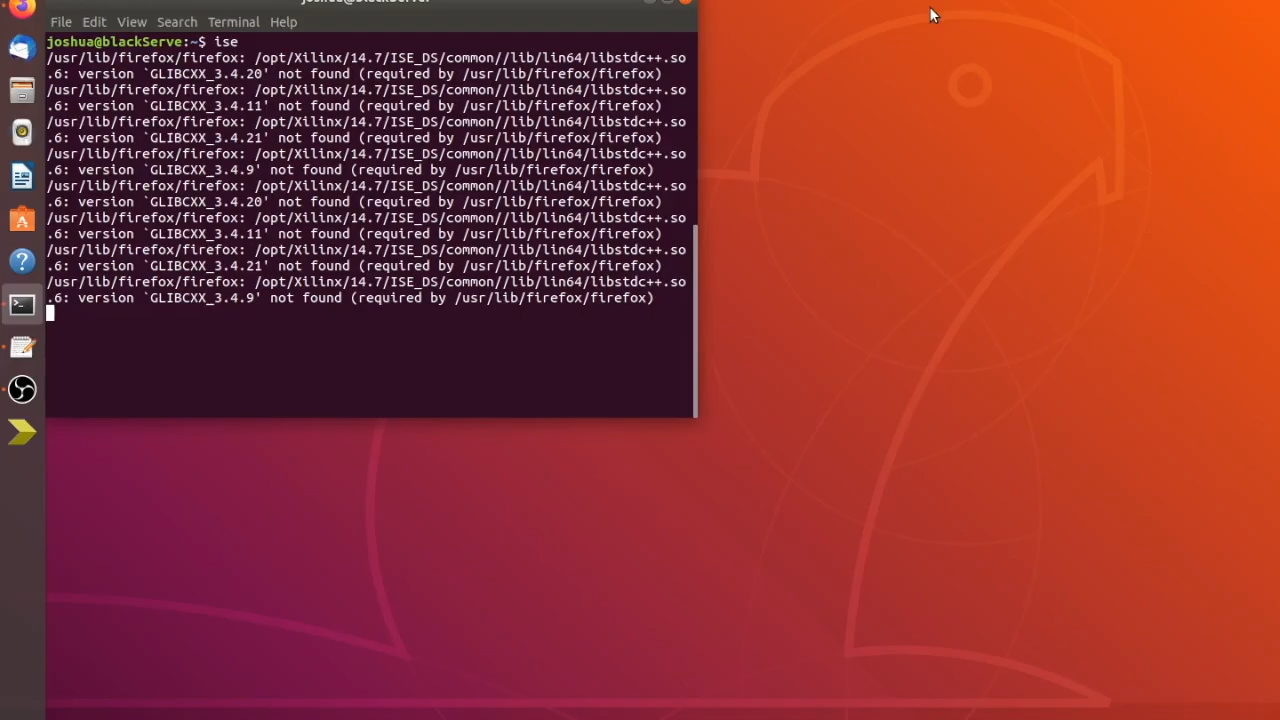 File Edit View Search Terminal Help
joshua@blackServe:~$ ise
/usr/lib/firefox/firefox: /opt/Xilinx/14.7/ISE_DS/common//lib/lin64/libstdc++.so
.6: version `GLIBCXX_3.4.20' not found (required by /usr/lib/firefox/firefox)
/usr/lib/firefox/firefox: /opt/Xilinx/14.7/ISE_DS/common//lib/lin64/libstdc++.so
.6: version `GLIBCXX_3.4.11' not found (required by /usr/lib/firefox/firefox)
/usr/lib/firefox/firefox: /opt/Xilinx/14.7/ISE_DS/common//lib/lin64/libstdc++.so
.6: version `GLIBCXX_3.4.21' not found (required by /usr/lib/firefox/firefox)
/usr/lib/firefox/firefox: /opt/Xilinx/14.7/ISE_DS/common//lib/lin64/libstdc++.so
.6: version `GLIBCXX_3.4.9' not found (required by /usr/lib/firefox/firefox)
/usr/lib/firefox/firefox: /opt/Xilinx/14.7/ISE_DS/common//lib/lin64/libstdc++.so
.6: version `GLIBCXX_3.4.20' not found (required by /usr/lib/firefox/firefox)
/usr/lib/firefox/firefox: /opt/Xilinx/14.7/ISE_DS/common//lib/lin64/libstdc++.so
.6: version `GLIBCXX_3.4.11' not found (required by /usr/lib/firefox/firefox)
/usr/lib/firefox/firefox: /opt/Xilinx/14.7/ISE_DS/common//lib/lin64/libstdc++.so
.6: version `GLIBCXX_3.4.21' not found (required by /usr/lib/firefox/firefox)
/usr/lib/firefox/firefox: /opt/Xilinx/14.7/ISE_DS/common//lib/lin64/libstdc++.so
.6: version `GLIBCXX_3.4.9' not found (required by /usr/lib/firefox/firefox)